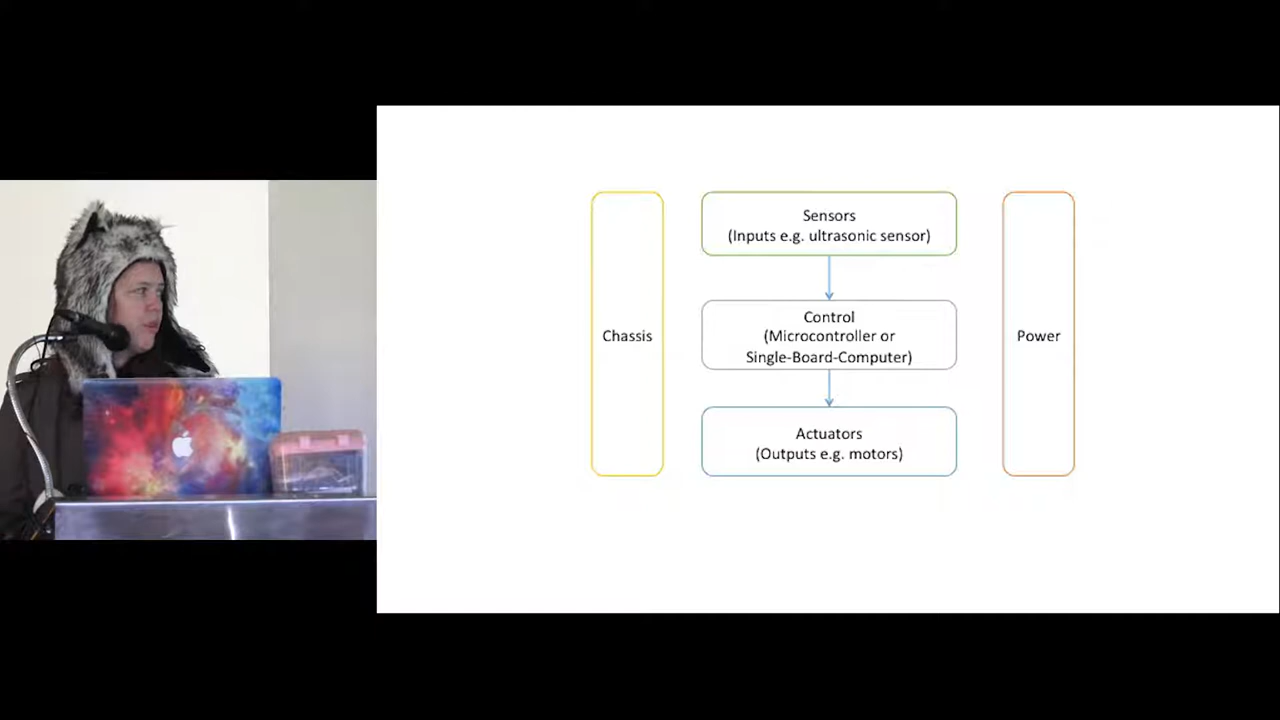 Chassis
Sensors
(Inputs e.g. ultrasonic sensor)
Control
(Microcontroller or
Single-Board-Computer)
Actuators
(Outputs e.g. motors)
Power